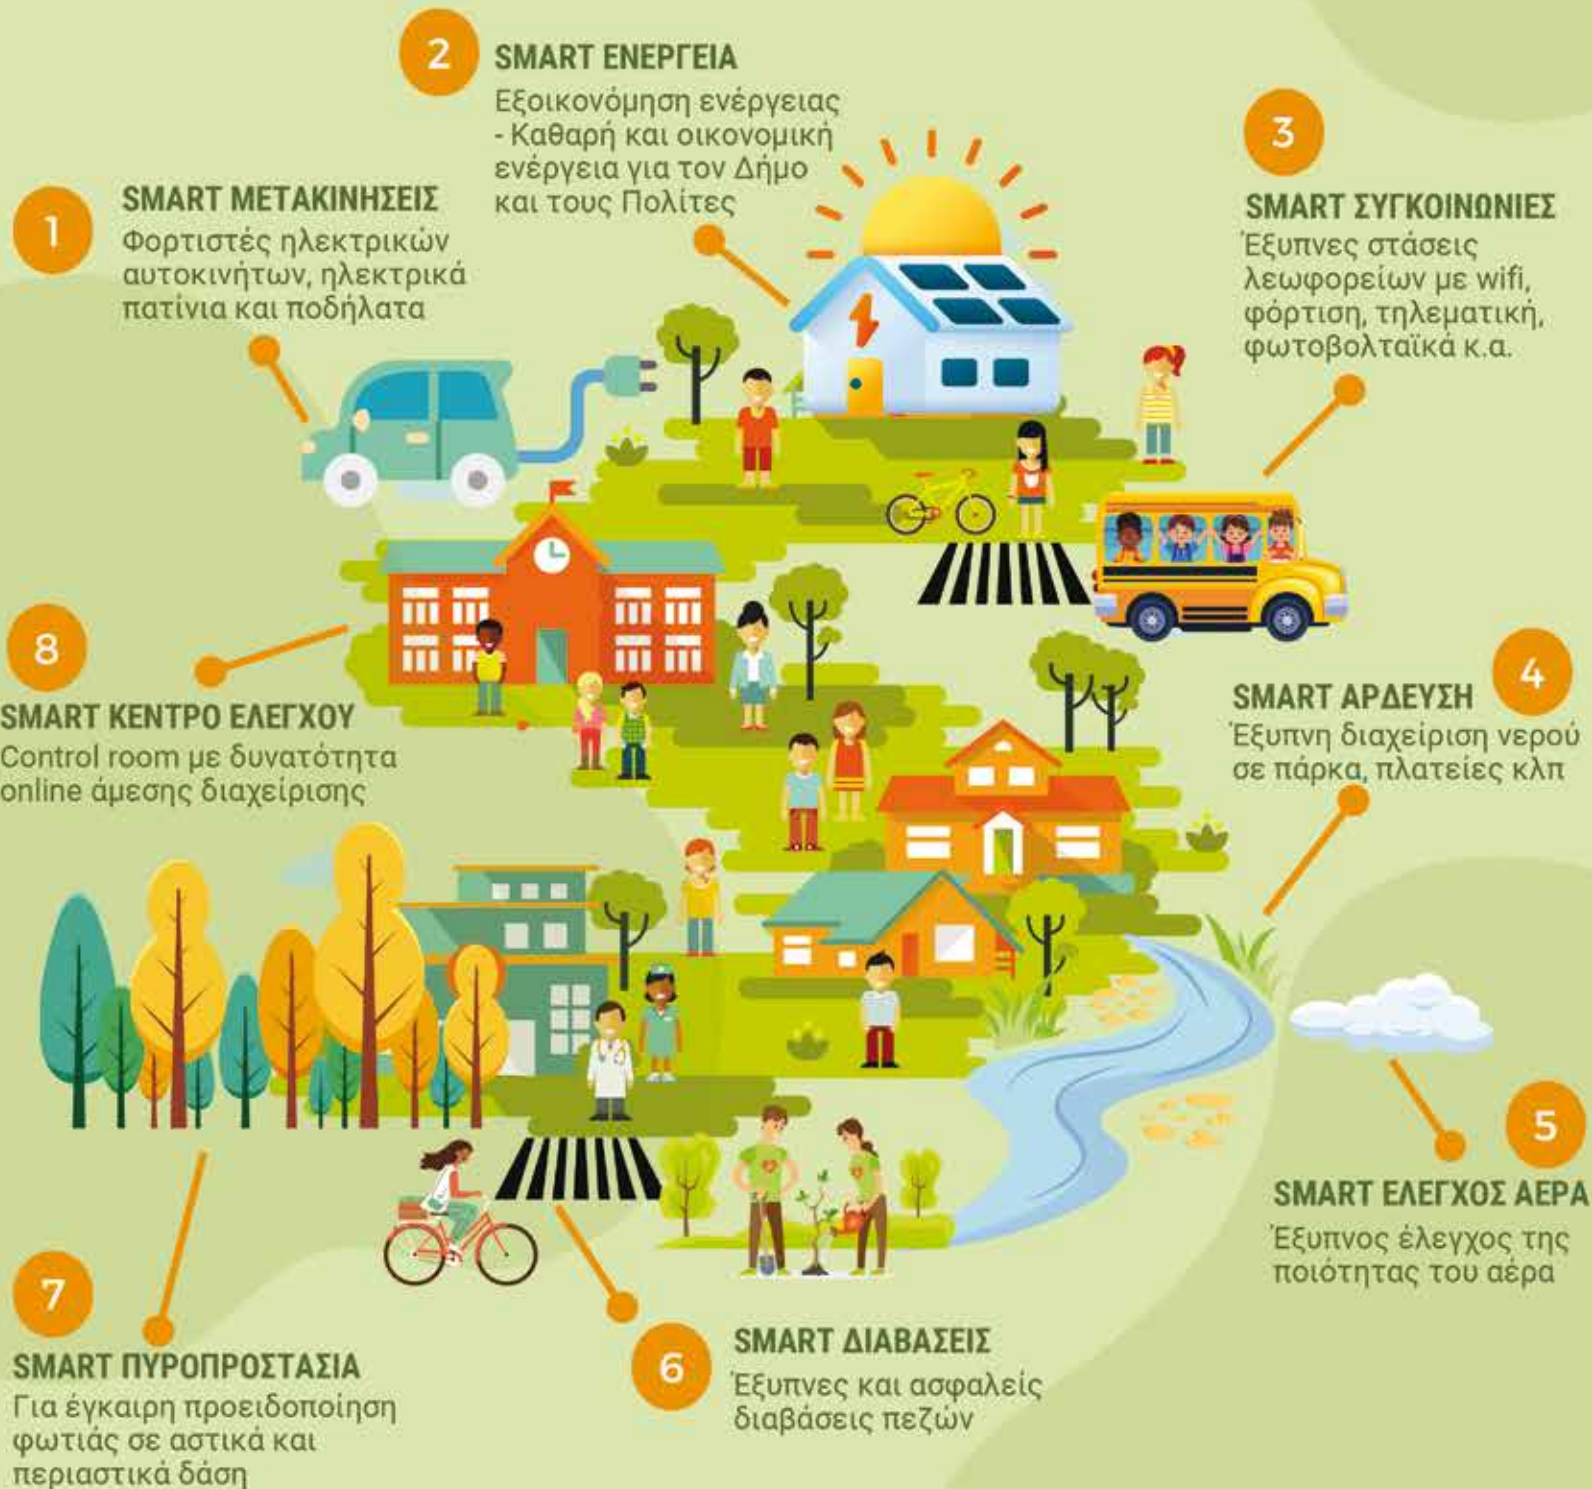 1
SMART ΜΕΤΑΚΙΝΗΣΕΙΣ
Φορτιστές ηλεκτρικών
αυτοκινήτων, ηλεκτρικά
πατίνια και ποδήλατα
2
SMART ΕΝΕΡΓΕΙΑ
Εξοικονόμηση ενέργειας
- Καθαρή και οικονομική
ενέργεια για τον Δήμο
και τους Πολίτες
3
SMART ΣΥΓΚΟΙΝΩΝΙΕΣ
Έξυπνες στάσεις
λεωφορείων με wifi,
φόρτιση, τηλεματική,
φωτοβολταϊκά κ.α.
4
SMART ΑΡΔΕΥΣΗ
Έξυπνη διαχείριση νερού
σε πάρκα, πλατείες κλπ
5
SMART ΕΛΕΓΧΟΣ ΑΕΡΑ
Έξυπνος έλεγχος της
ποιότητας του αέρα
6
SMART ΔΙΑΒΑΣΕΙΣ
Έξυπνες και ασφαλείς
διαβάσεις πεζών
7
SMART ΠΥΡΟΠΡΟΣΤΑΣΙΑ
Για έγκαιρη προειδοποίηση
φωτιάς σε αστικά και
περιαστικά δάση
8
SMART ΚΕΝΤΡΟ ΕΛΕΓΧΟΥ
Control room με δυνατότητα
online άμεσης διαχείρισης